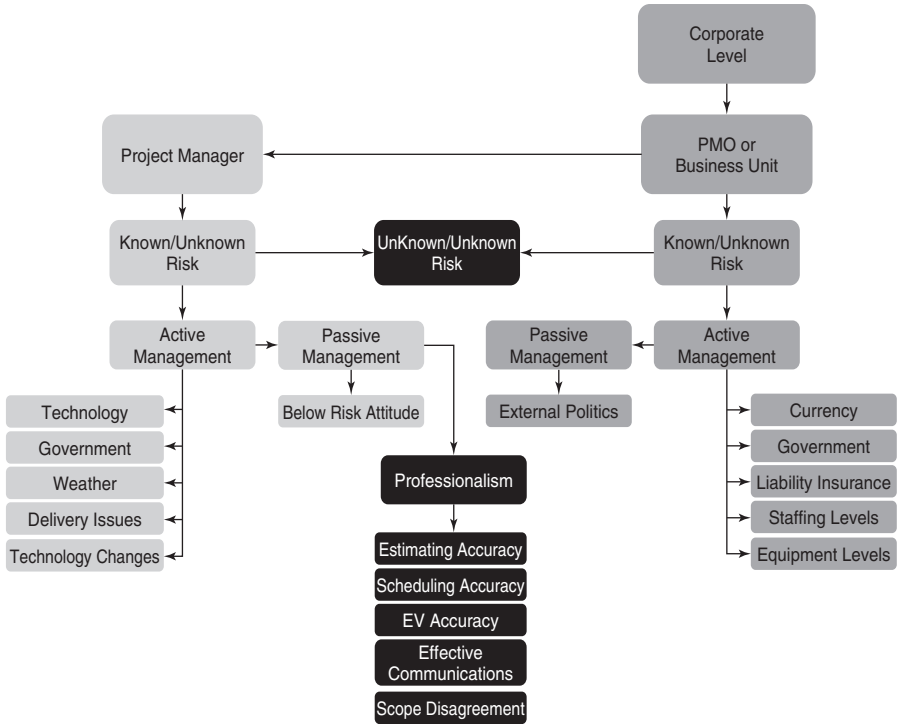 Corporate
Level
Project Manager
PMO or
Business Unit
Known/Unknown
Risk
UnKnown/Unknown
Risk
Known/Unknown
Risk
Active
Management
Passive
Management
Passive
Management
Active
Management
Technology
Below Risk Attitude
External Politics
Currency
Government
Government
Weather
Professionalism
Liability Insurance
Delivery Issues
Staffing Levels
Technology Changes
Estimating Accuracy
Equipment Levels
Scheduling Accuracy
EV Accuracy
Effective
Communications
Scope Disagreement